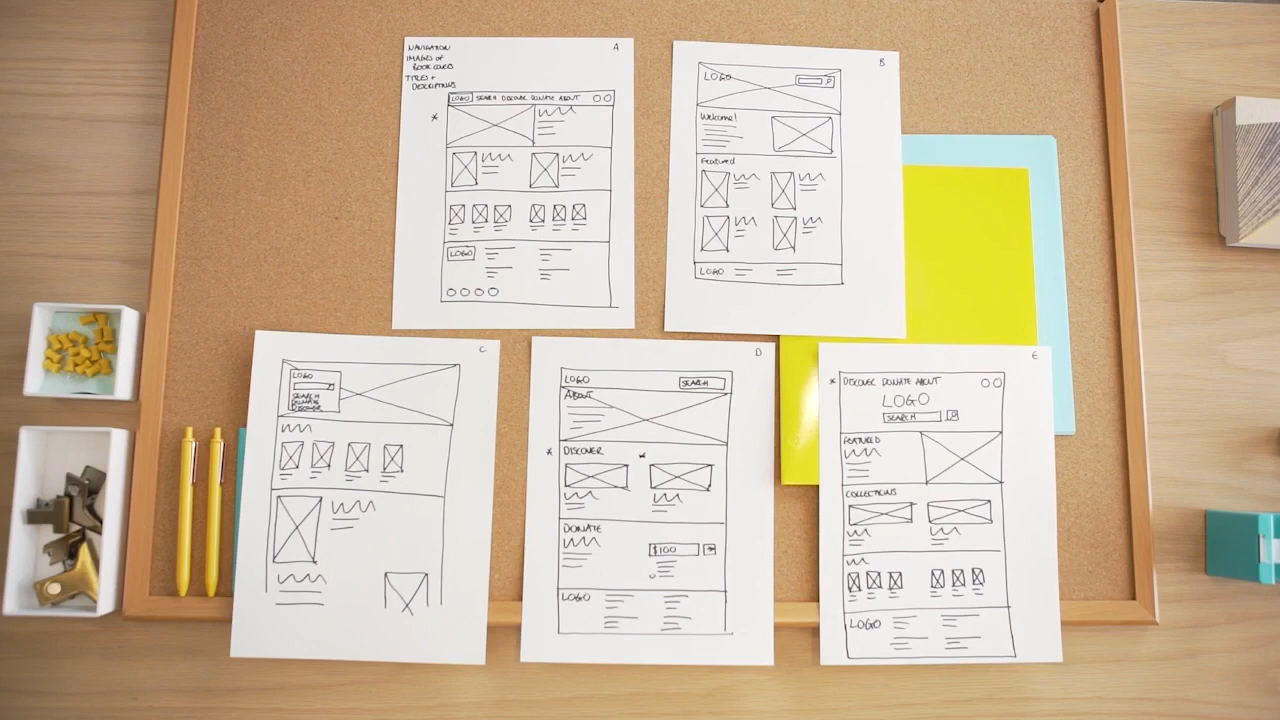 A
NAVIGATION
IMAGES of
BOOK COVERS
TITLES +
DESCRIPTIONS
LOGO SEARCH DISCOVER DONATE ABOUT
*
LOGO
B
LOGO
Welcome!
Featured
LOGO
C
LOGO
SEARCH
DONATE
DISCOVER
D
LOGO SEARCH
ABOUT
* DISCOVER *
DONATE
$100
LOGO
E
* DISCOVER DONATE ABOUT
LOGO
SEARCH
FEATURED
COLLECTIONS
LOGO